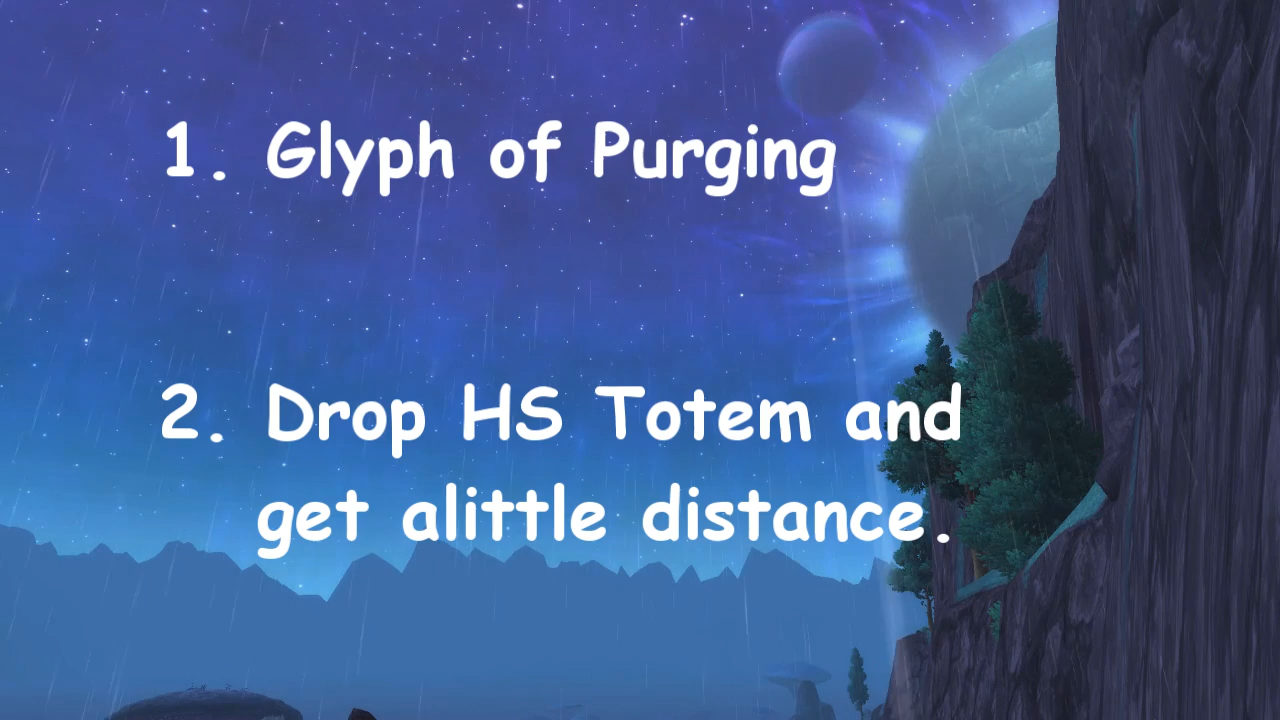 1. Glyph of Purging
2. Drop HS Totem and
get alittle distance.